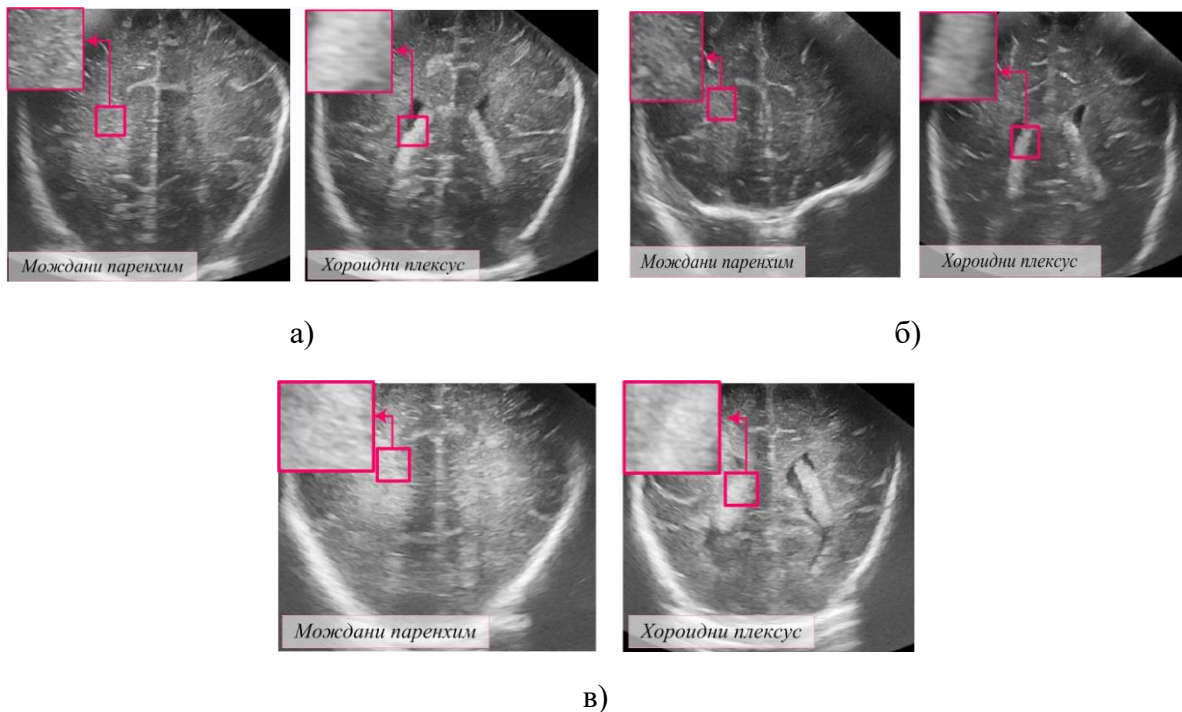 Мождани паренхим
Хороидни плексус
Мождани паренхим
Хороидни плексус
а)
б)
Мождани паренхим
Хороидни плексус
в)